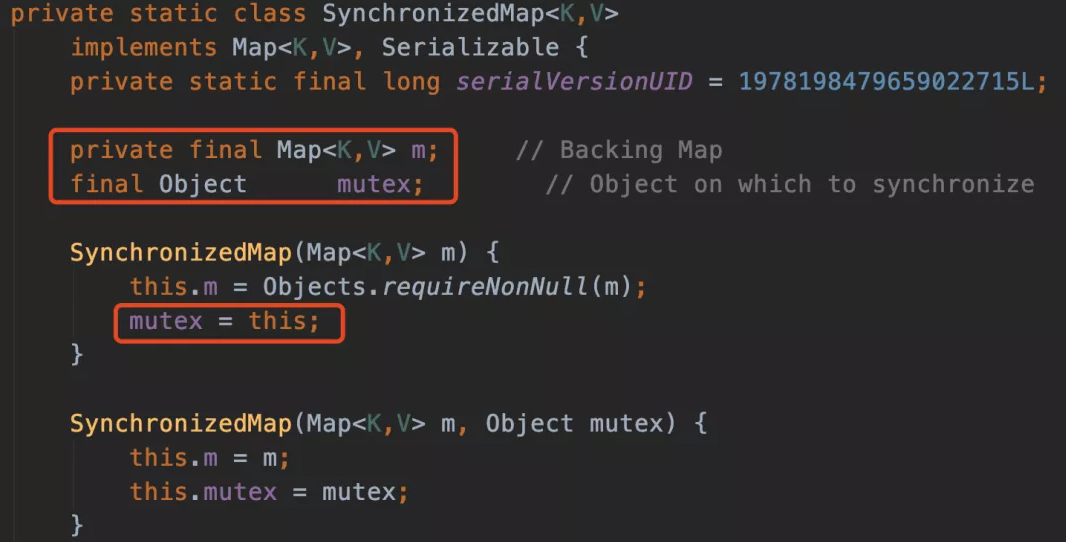 private static class SynchronizedMap<K,V>
implements Map<K,V>, Serializable {
private static final long serialVersionUID = 1978198479659022715L;
private final Map<K,V> m;     // Backing Map
final Object      mutex;        // Object on which to synchronize
SynchronizedMap(Map<K,V> m) {
this.m = Objects.requireNonNull(m);
mutex = this;
}
SynchronizedMap(Map<K,V> m, Object mutex) {
this.m = m;
this.mutex = mutex;
}